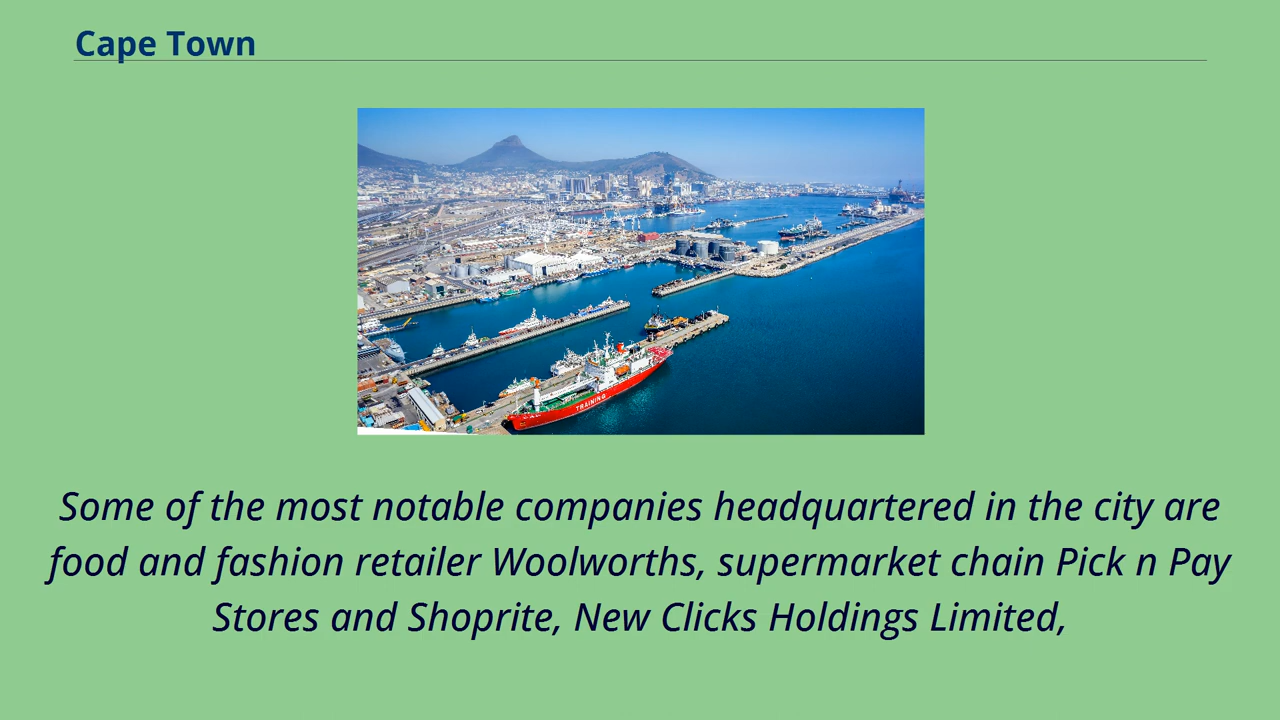 Cape Town
TRAINING
Some of the most notable companies headquartered in the city are
food and fashion retailer Woolworths, supermarket chain Pick n Pay
Stores and Shoprite, New Clicks Holdings Limited,